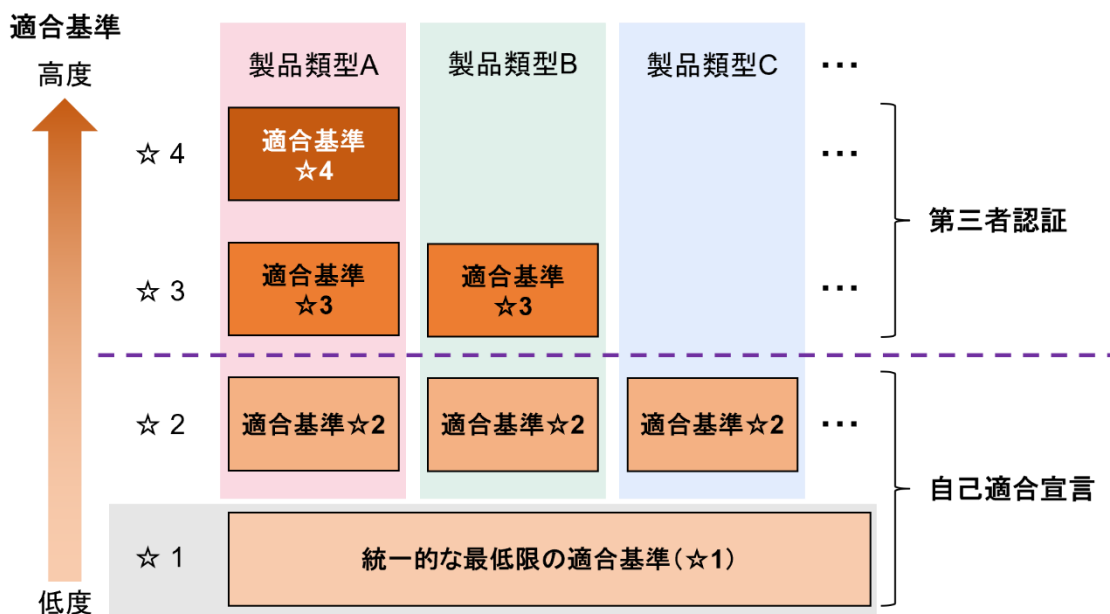 適合基準
高度
製品類型A
製品類型B
製品類型C
…
☆ 4
適合基準
☆4
…
第三者認証
☆ 3
適合基準
☆3
適合基準
☆3
…
☆ 2
適合基準☆2
適合基準☆2
適合基準☆2
…
自己適合宣言
☆ 1
統一的な最低限の適合基準(☆1)
低度